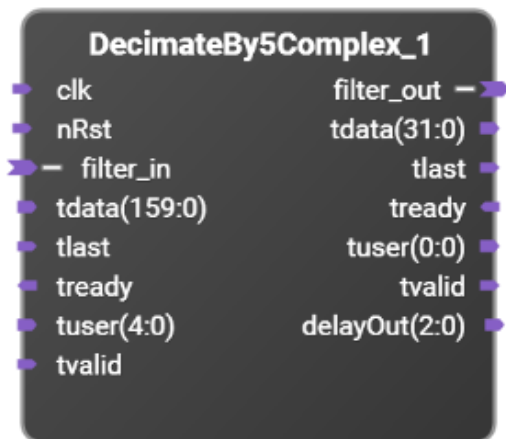 DecimateBy5Complex_1
clk
filter_out
nRst
tdata(31:0)
filter_in
tlast
tdata(159:0)
tready
tlast
tuser(0:0)
tready
tvalid
tuser(4:0)
delayOut(2:0)
tvalid